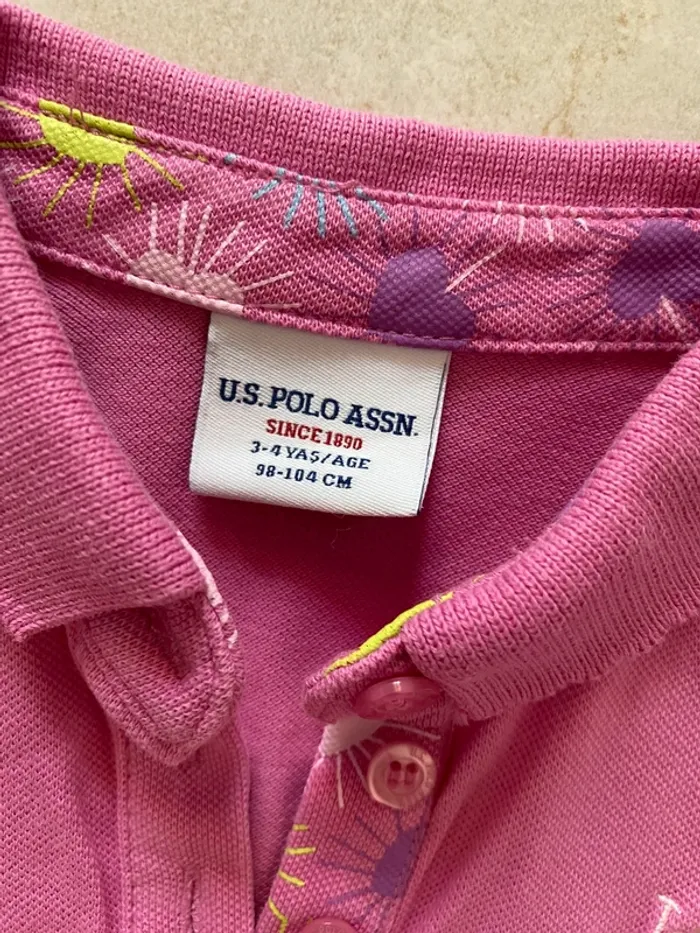 U.S. POLO ASSN.
SINCE 1890
3-4 YAŞ/AGE
98-104 CM